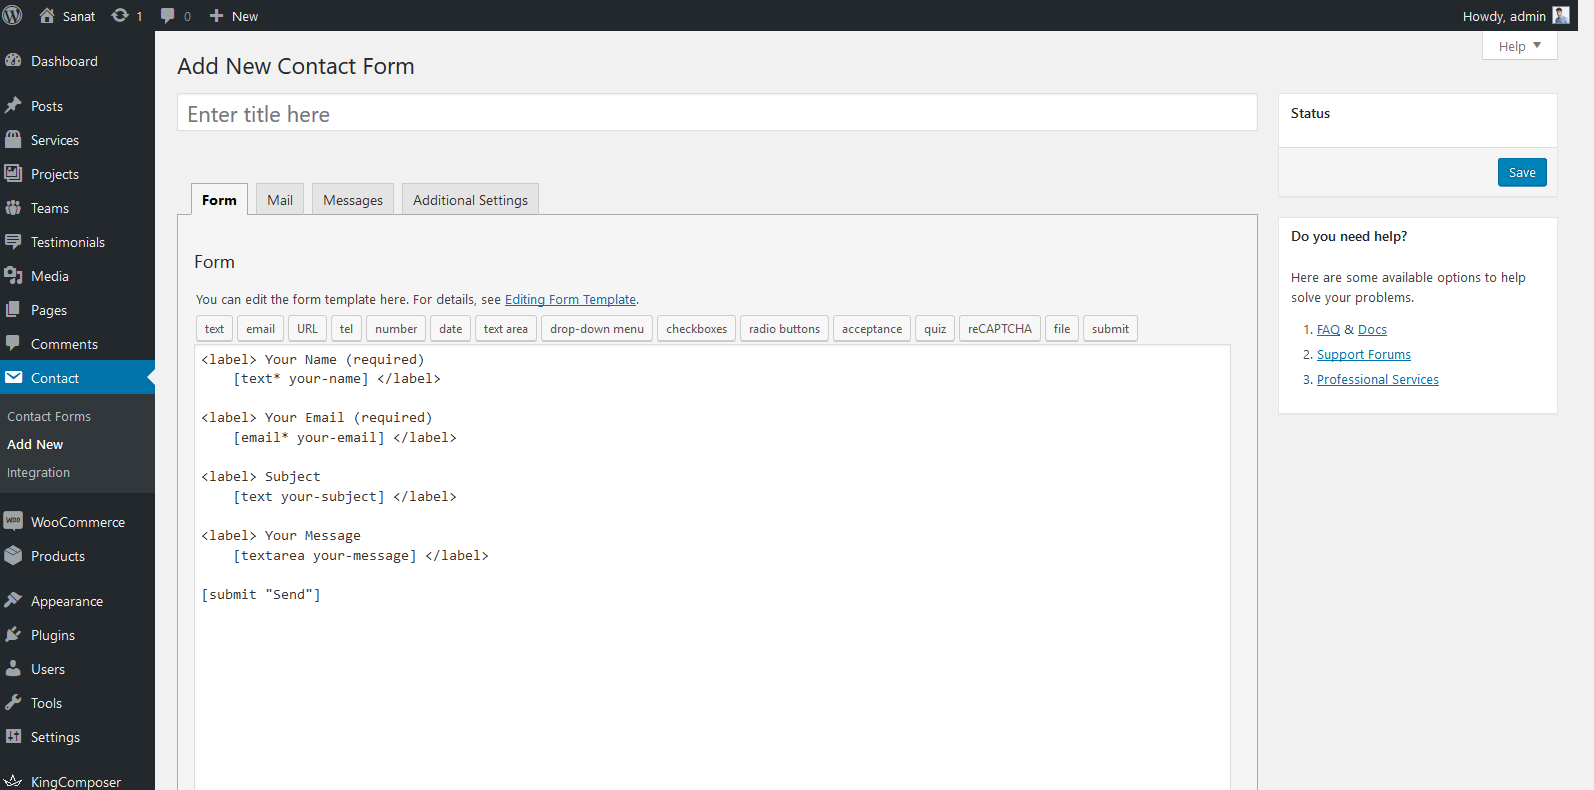 Sanat 1 0 New Howdy, admin
Help
Dashboard
Posts
Services
Projects
Teams
Testimonials
Media
Pages
Comments
Contact
Contact Forms
Add New
Integration
WOO WooCommerce
Products
Appearance
Plugins
Users
Tools
Settings
KingComposer
Add New Contact Form
Enter title here
Form Mail Messages Additional Settings
Form
You can edit the form template here. For details, see Editing Form Template.
text email URL tel number date text area drop-down menu checkboxes radio buttons acceptance quiz reCAPTCHA file submit
<label> Your Name (required)
    [text* your-name] </label>
<label> Your Email (required)
    [email* your-email] </label>
<label> Subject
    [text your-subject] </label>
<label> Your Message
    [textarea your-message] </label>
[submit "Send"]
Status
Save
Do you need help?
Here are some available options to help
solve your problems.
1. FAQ & Docs
2. Support Forums
3. Professional Services